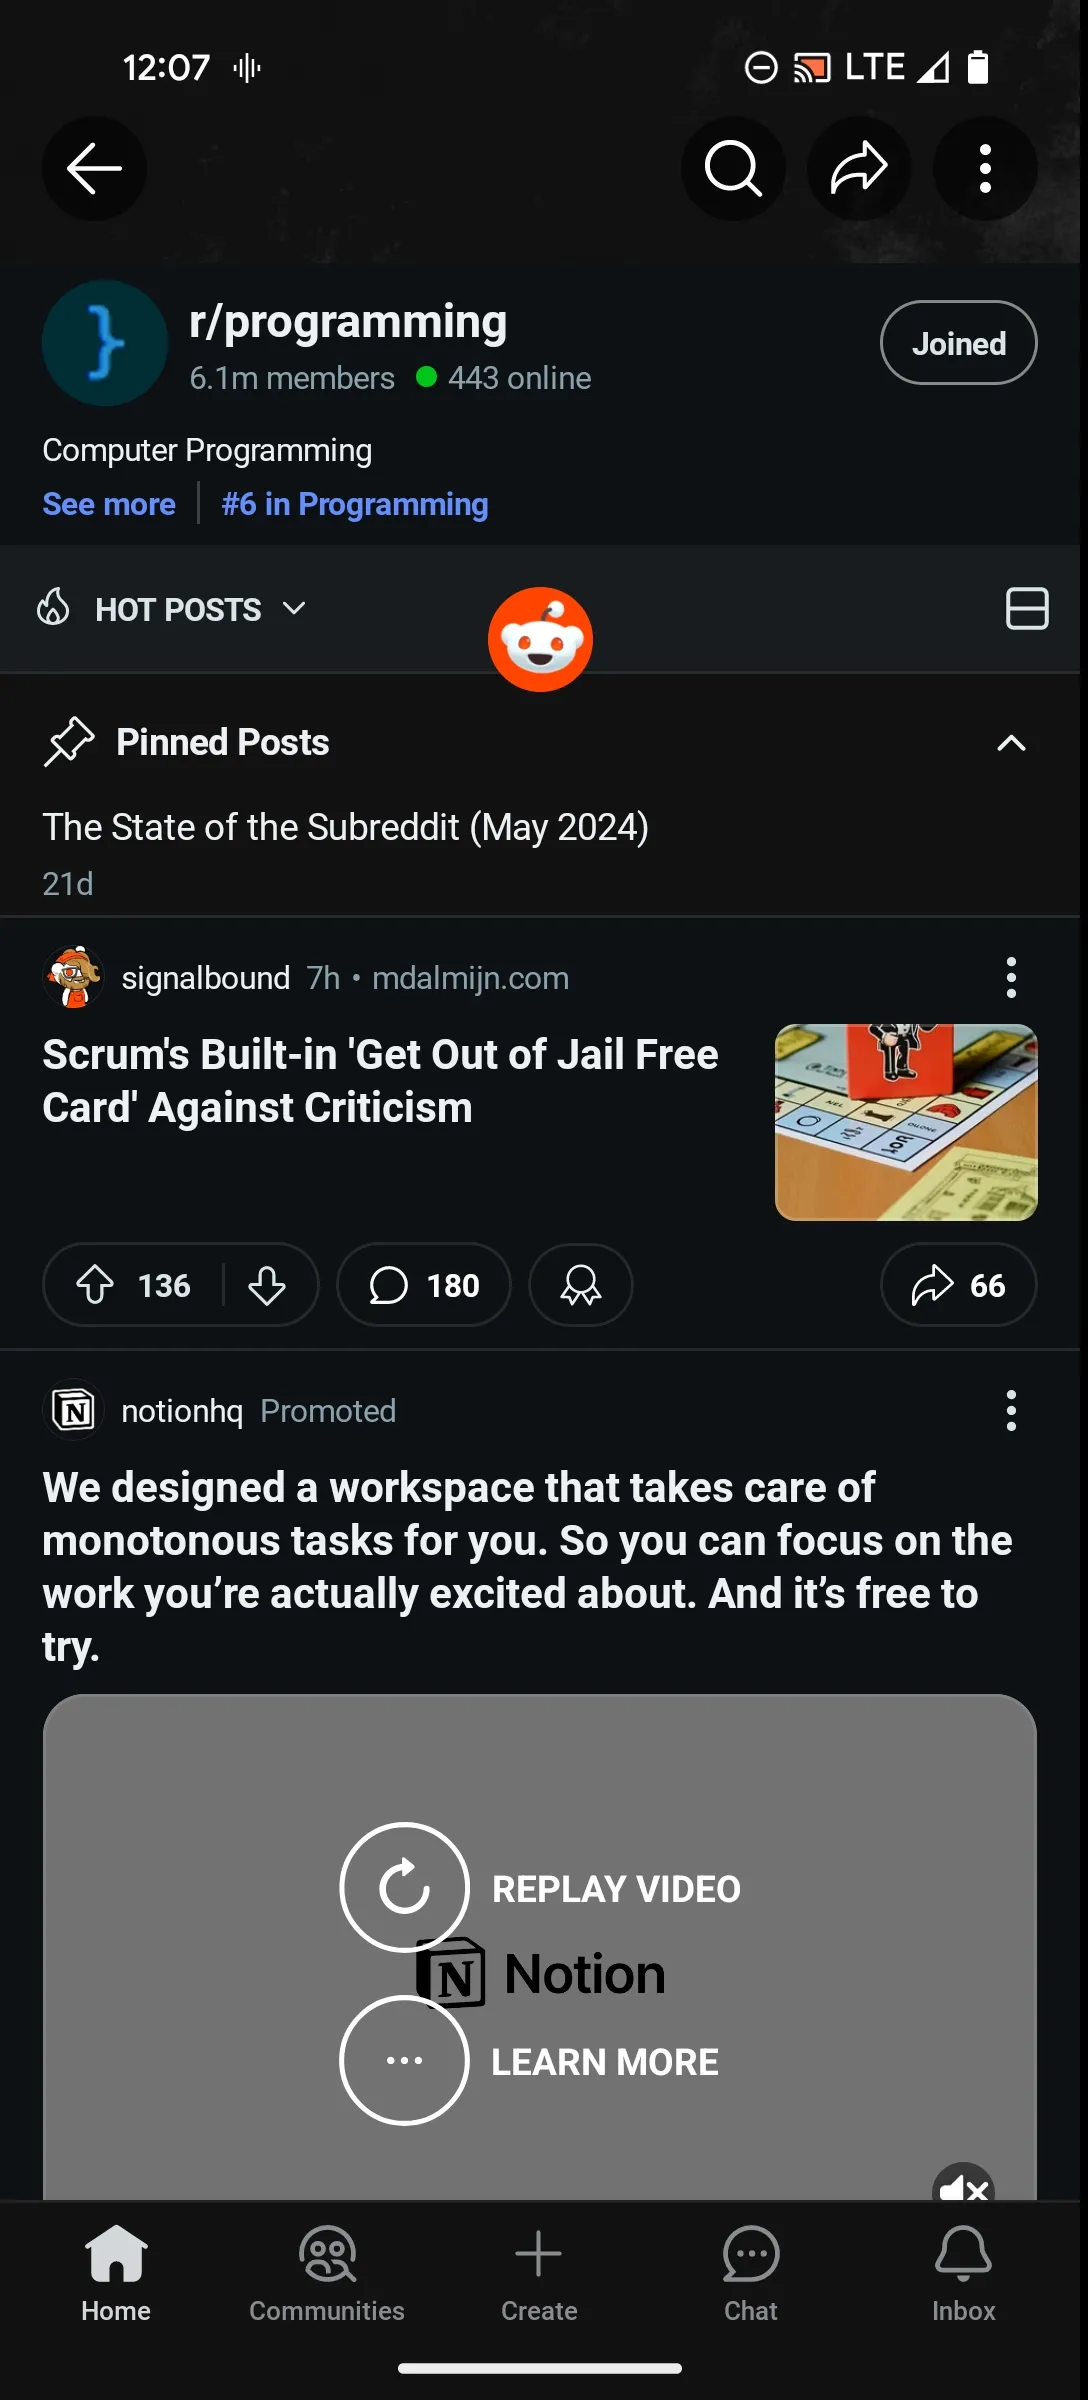 12:07
LTE
r/programming
6.1m members 443 online
Joined
Computer Programming
See more #6 in Programming
HOT POSTS
Pinned Posts
The State of the Subreddit (May 2024)
21d
signalbound 7h • mdalmijn.com
Scrum's Built-in 'Get Out of Jail Free
Card' Against Criticism
136 180 66
notionhq Promoted
We designed a workspace that takes care of
monotonous tasks for you. So you can focus on the
work you’re actually excited about. And it’s free to
try.
REPLAY VIDEO
Notion
LEARN MORE
Home Communities Create Chat Inbox